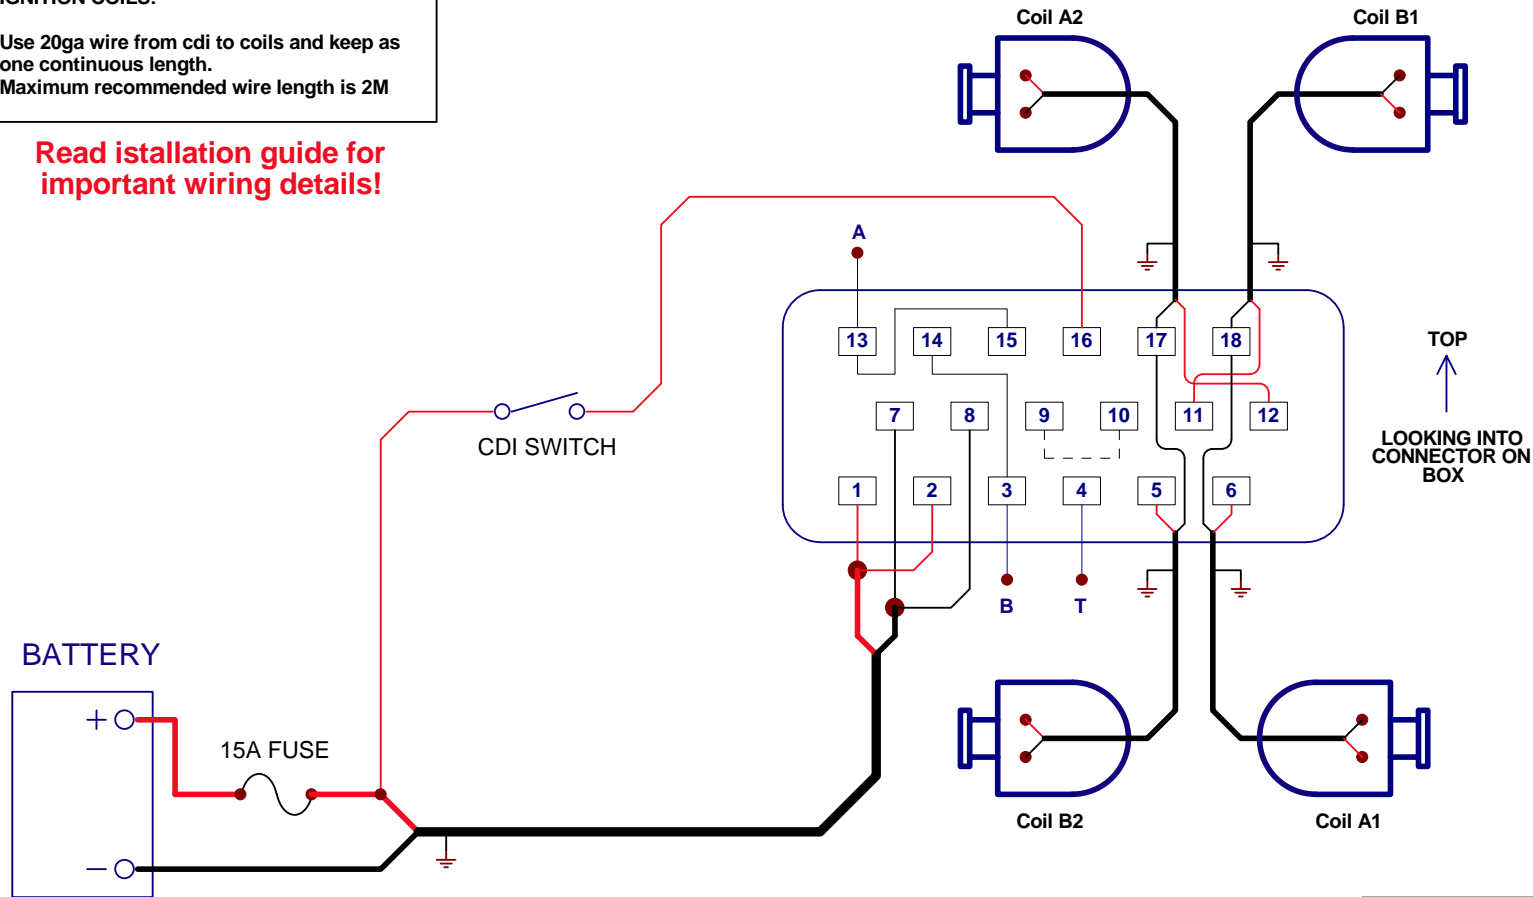 IGNITION COILS:
Use 20ga wire from cdi to coils and keep as
one continuous length.
Maximum recommended wire length is 2M
Read istallation guide for
important wiring details!
Coil A2
Coil B1
A
13
14
15
16
17
18
TOP
7
8
9
10
11
12
CDI SWITCH
LOOKING INTO
CONNECTOR ON
BOX
1
2
3
4
5
6
B
T
BATTERY
+
15A FUSE
−
Coil B2
Coil A1